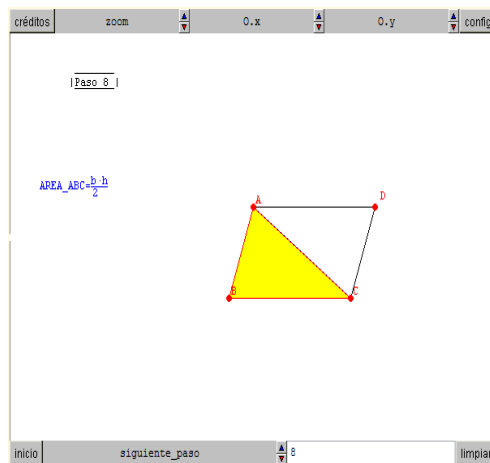 créditos zoom O.x O.y config
Paso 8
AREA_ABC=b·h/2
A D
B C
inicio siguiente_paso 8 limpiar